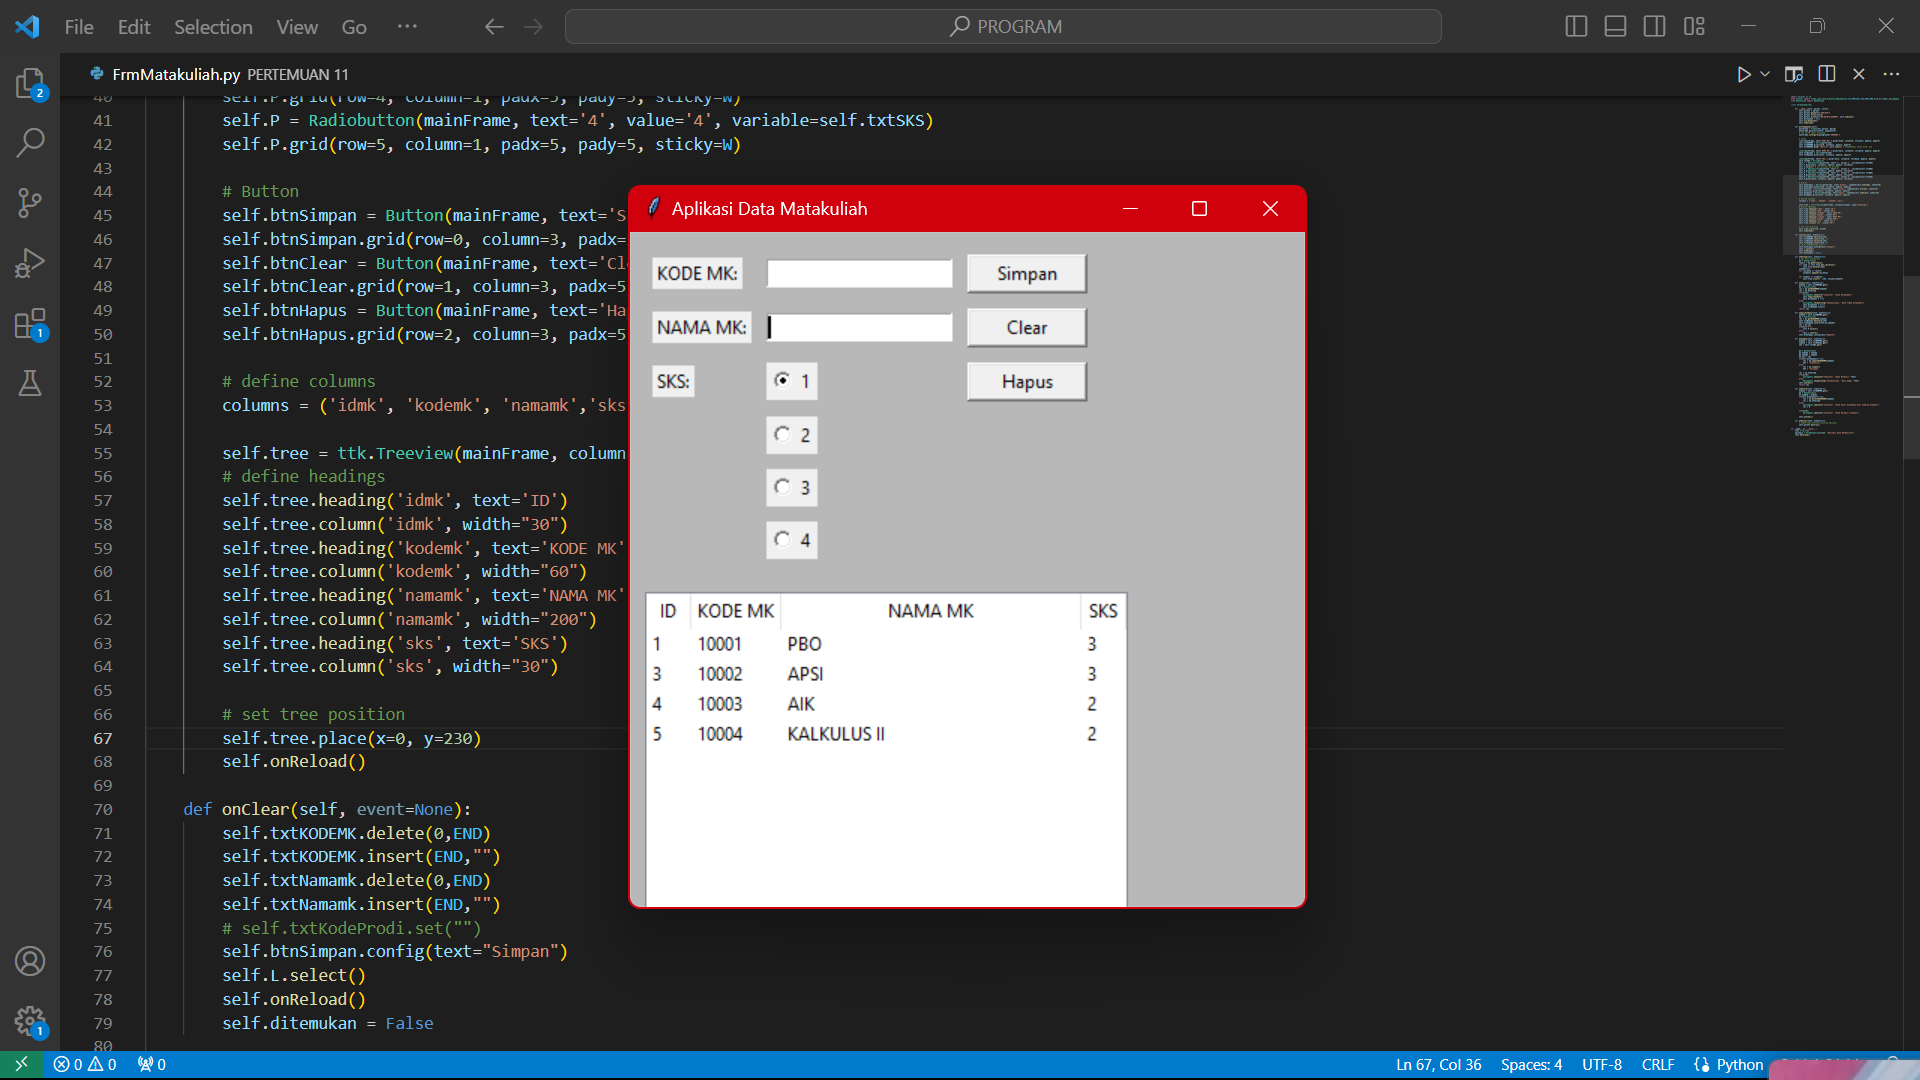 File Edit Selection View Go ··· PROGRAM
FrmMatakuliah.py PERTEMUAN 11
40 self.P.grid(row=4, column=1, padx=5, pady=5, sticky=W)
41 self.P = Radiobutton(mainFrame, text='4', value='4', variable=self.txtSKS)
42 self.P.grid(row=5, column=1, padx=5, pady=5, sticky=W)
43
44 # Button
45 self.btnSimpan = Button(mainFrame, text='S
46 self.btnSimpan.grid(row=0, column=3, padx=
47 self.btnClear = Button(mainFrame, text='Cl
48 self.btnClear.grid(row=1, column=3, padx=5
49 self.btnHapus = Button(mainFrame, text='Ha
50 self.btnHapus.grid(row=2, column=3, padx=5
51
52 # define columns
53 columns = ('idmk', 'kodemk', 'namamk','sks
54
55 self.tree = ttk.Treeview(mainFrame, column
56 # define headings
57 self.tree.heading('idmk', text='ID')
58 self.tree.column('idmk', width="30")
59 self.tree.heading('kodemk', text='KODE MK'
60 self.tree.column('kodemk', width="60")
61 self.tree.heading('namamk', text='NAMA MK'
62 self.tree.column('namamk', width="200")
63 self.tree.heading('sks', text='SKS')
64 self.tree.column('sks', width="30")
65
66 # set tree position
67 self.tree.place(x=0, y=230)
68 self.onReload()
69
70 def onClear(self, event=None):
71 self.txtKODEMK.delete(0,END)
72 self.txtKODEMK.insert(END,"")
73 self.txtNamamk.delete(0,END)
74 self.txtNamamk.insert(END,"")
75 # self.txtKodeProdi.set("")
76 self.btnSimpan.config(text="Simpan")
77 self.L.select()
78 self.onReload()
79 self.ditemukan = False
80
Aplikasi Data Matakuliah
KODE MK: Simpan
NAMA MK: Clear
SKS: 1 Hapus
2
3
4
ID KODE MK NAMA MK SKS
1 10001 PBO 3
3 10002 APSI 3
4 10003 AIK 2
5 10004 KALKULUS II 2
2
1
1
0 0 0 Ln 67, Col 36 Spaces: 4 UTF-8 CRLF Python